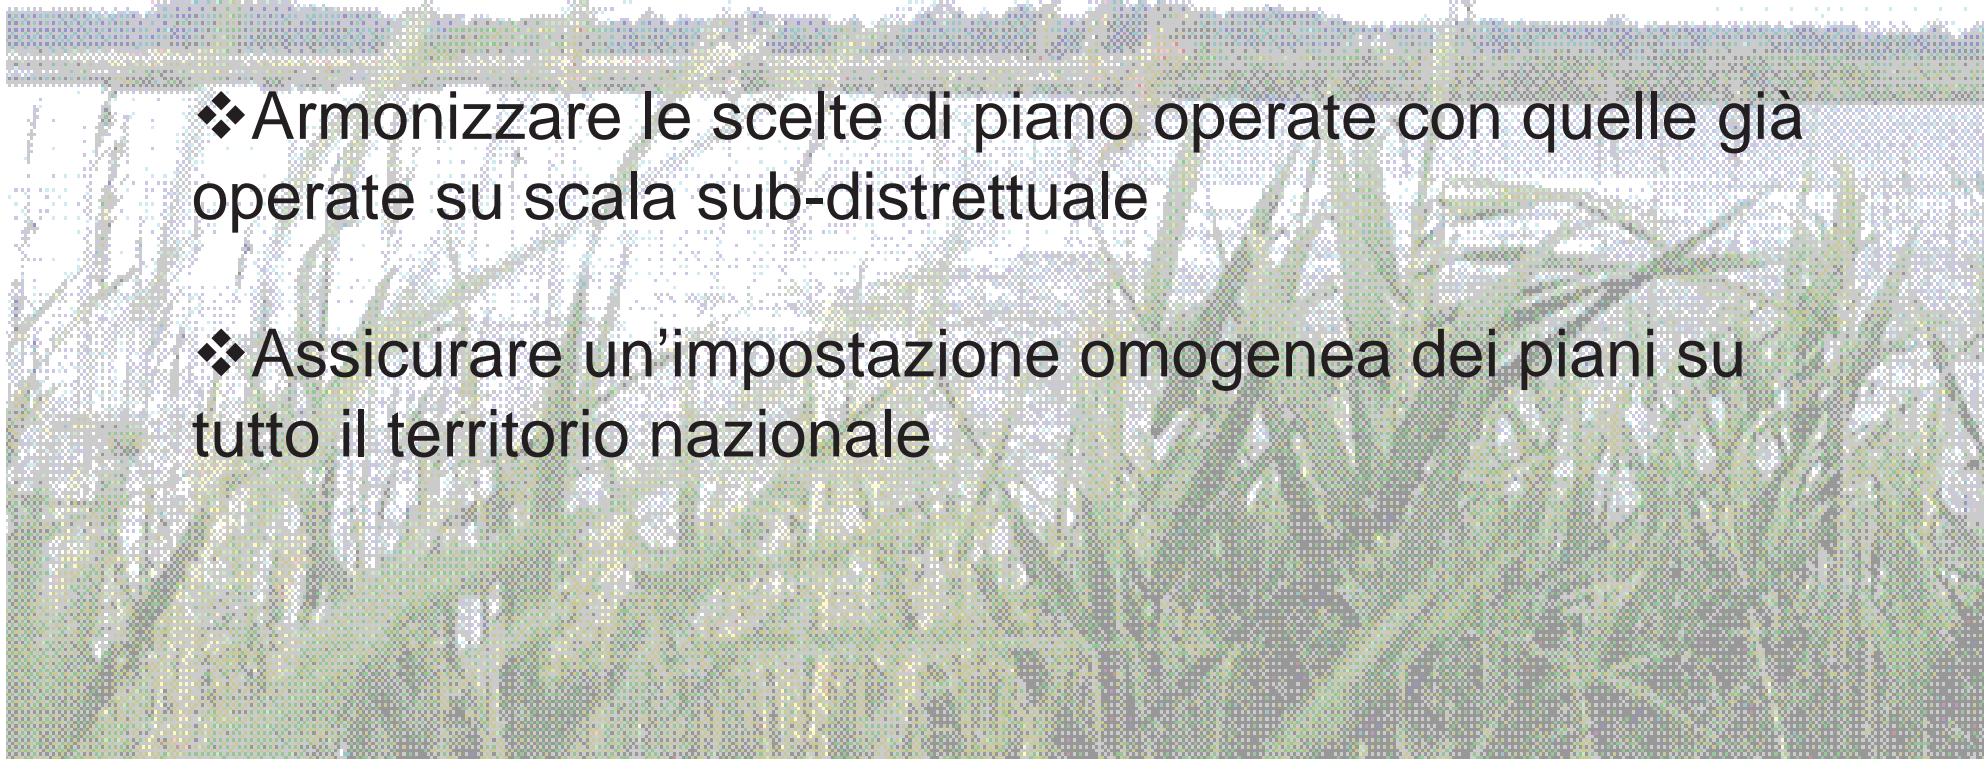 ❖Armonizzare le scelte di piano operate con quelle già
operate su scala sub-distrettuale
❖Assicurare un’impostazione omogenea dei piani su
tutto il territorio nazionale